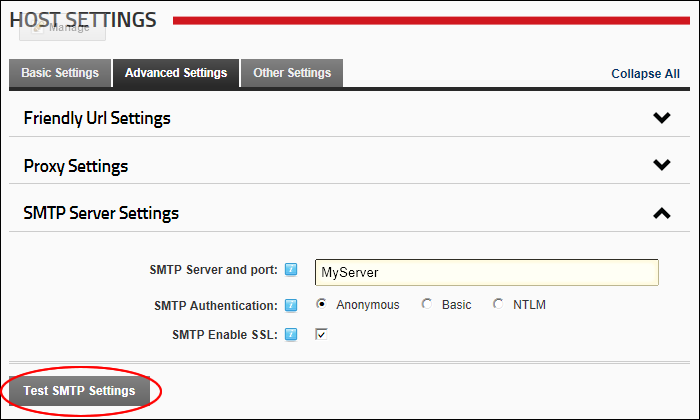 HOST SETTINGS
Manage
Basic Settings Advanced Settings Other Settings Collapse All
Friendly Url Settings
Proxy Settings
SMTP Server Settings
SMTP Server and port: MyServer
SMTP Authentication: Anonymous Basic NTLM
SMTP Enable SSL:
Test SMTP Settings